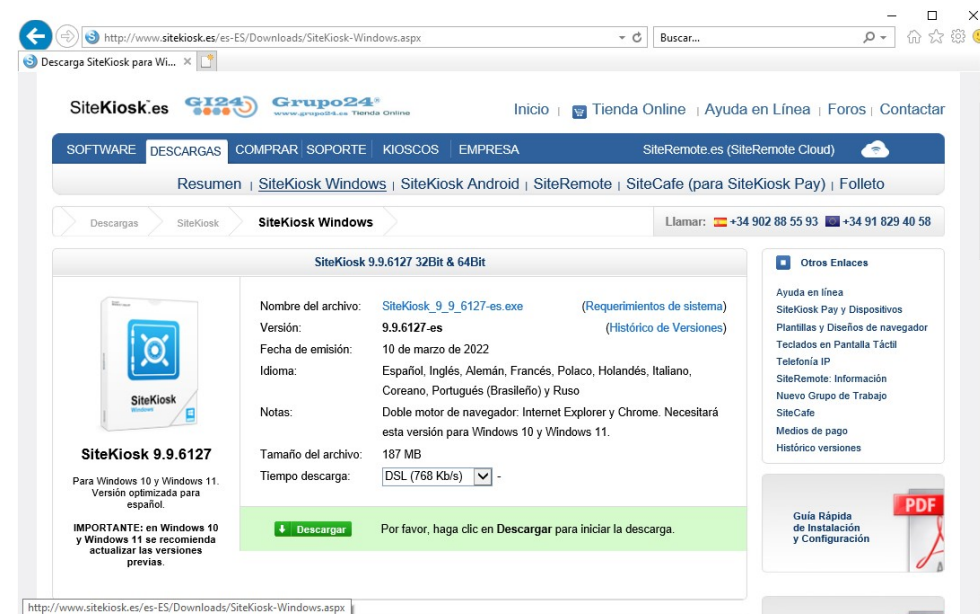 http://www.sitekiosk.es/es-ES/Downloads/SiteKiosk-Windows.aspx
Buscar...
Descarga SiteKiosk para Wi...
SiteKiosk.es GI24 Grupo24
www.grupo24.es Tienda Online
Inicio | Tienda Online | Ayuda en Línea | Foros | Contactar
SOFTWARE DESCARGAS COMPRAR SOPORTE KIOSCOS EMPRESA SiteRemote.es (SiteRemote Cloud)
Resumen | SiteKiosk Windows | SiteKiosk Android | SiteRemote | SiteCafe (para SiteKiosk Pay) | Folleto
Descargas SiteKiosk SiteKiosk Windows Llamar: +34 902 88 55 93 +34 91 829 40 58
SiteKiosk 9.9.6127 32Bit & 64Bit
SiteKiosk
Windows
SiteKiosk 9.9.6127
Para Windows 10 y Windows 11.
Versión optimizada para
español.
IMPORTANTE: en Windows 10
y Windows 11 se recomienda
actualizar las versiones
previas.
Nombre del archivo: SiteKiosk_9_9_6127-es.exe (Requerimientos de sistema)
Versión: 9.9.6127-es (Histórico de Versiones)
Fecha de emisión: 10 de marzo de 2022
Idioma: Español, Inglés, Alemán, Francés, Polaco, Holandés, Italiano,
Coreano, Portugués (Brasileño) y Ruso
Notas: Doble motor de navegador: Internet Explorer y Chrome. Necesitará
esta versión para Windows 10 y Windows 11.
Tamaño del archivo: 187 MB
Tiempo descarga: DSL (768 Kb/s) -
Descargar Por favor, haga clic en Descargar para iniciar la descarga.
Otros Enlaces
Ayuda en línea
SiteKiosk Pay y Dispositivos
Plantillas y Diseños de navegador
Teclados en Pantalla Táctil
Telefonía IP
SiteRemote: Información
Nuevo Grupo de Trabajo
SiteCafe
Medios de pago
Histórico versiones
Guía Rápida
de Instalación
y Configuración
PDF
http://www.sitekiosk.es/es-ES/Downloads/SiteKiosk-Windows.aspx